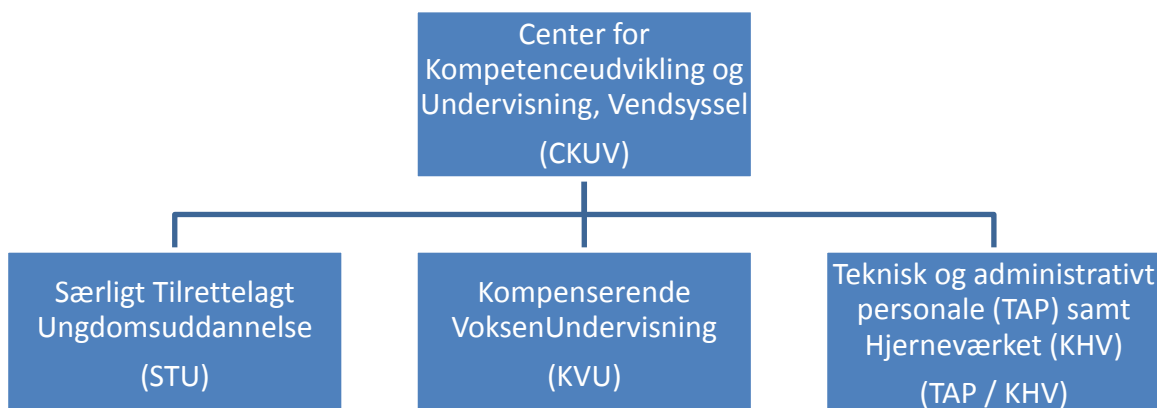 Center for
Kompetenceudvikling og
Undervisning, Vendsyssel
(CKUV)
Særligt Tilrettelagt
Ungdomsuddannelse
(STU)
Kompenserende
VoksenUndervisning
(KVU)
Teknisk og administrativt
personale (TAP) samt
Hjerneværket (KHV)
(TAP / KHV)